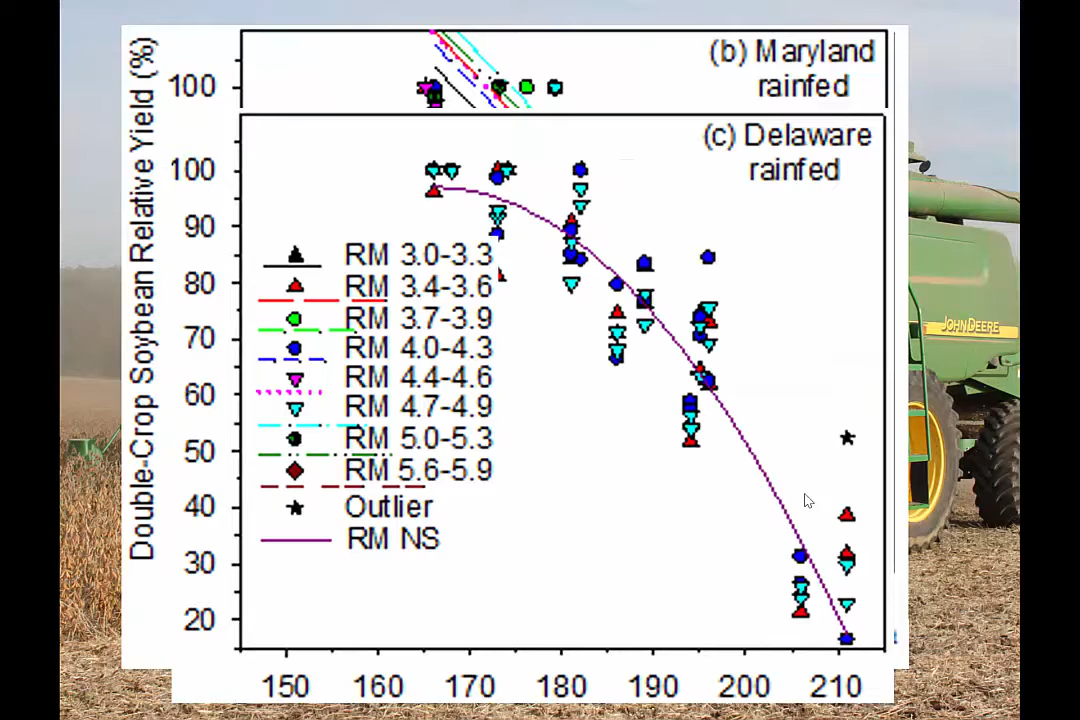 Double-Crop Soybean Relative Yield (%)
(b) Maryland
rainfed
100
(c) Delaware
rainfed
100
90
80
70
60
50
40
30
20
RM 3.0-3.3
RM 3.4-3.6
RM 3.7-3.9
RM 4.0-4.3
RM 4.4-4.6
RM 4.7-4.9
RM 5.0-5.3
RM 5.6-5.9
Outlier
RM NS
150 160 170 180 190 200 210
JOHN DEERE